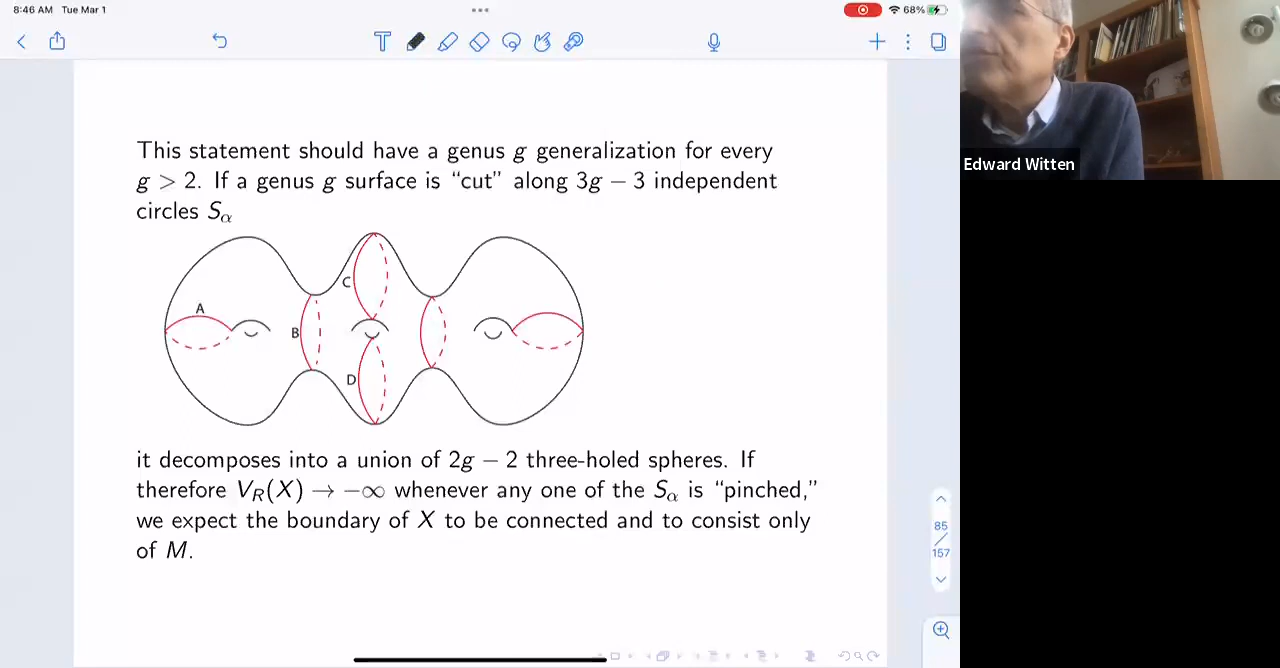 8:46 AM Tue Mar 1
68%
This statement should have a genus g generalization for every
g > 2. If a genus g surface is “cut” along 3g − 3 independent
circles Sα
A
B
C
D
it decomposes into a union of 2g − 2 three-holed spheres. If
therefore VR(X) → −∞ whenever any one of the Sα is “pinched,”
we expect the boundary of X to be connected and to consist only
of M.
85
157
Edward Witten